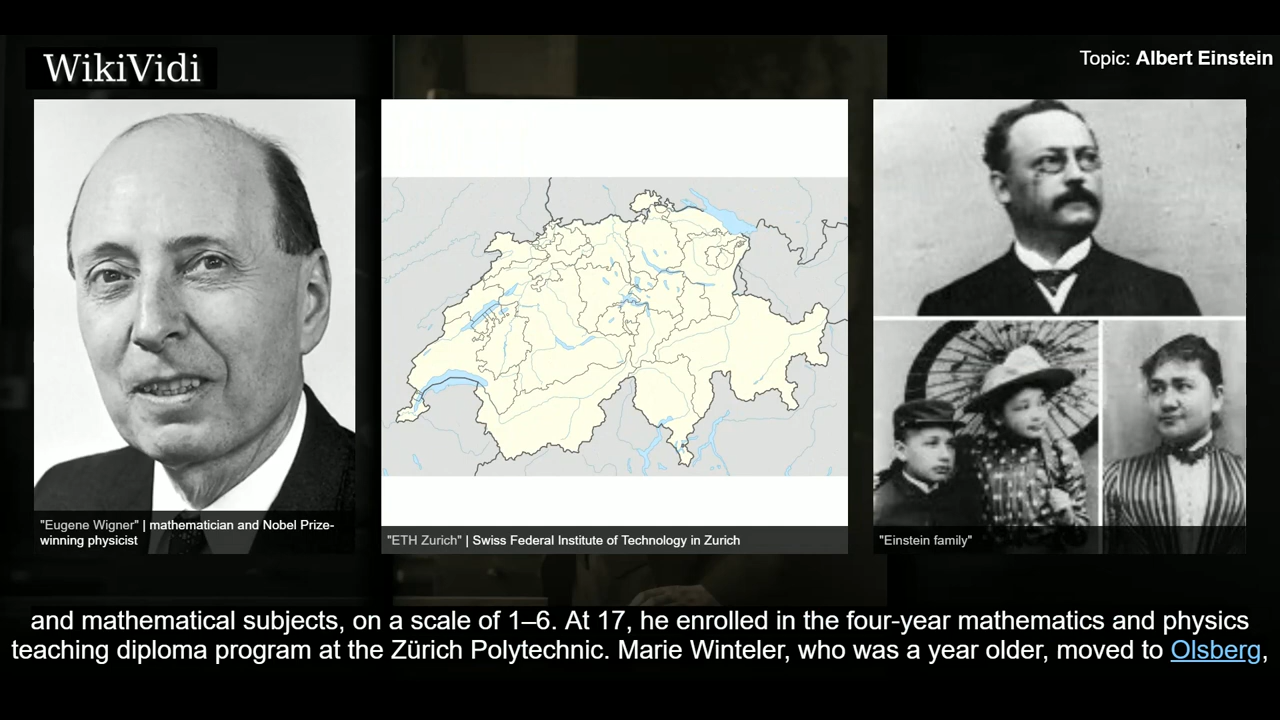 WikiVidi
Topic: Albert Einstein
"Eugene Wigner" | mathematician and Nobel Prize-
winning physicist
"ETH Zurich" | Swiss Federal Institute of Technology in Zurich
"Einstein family"
and mathematical subjects, on a scale of 1–6. At 17, he enrolled in the four-year mathematics and physics
teaching diploma program at the Zürich Polytechnic. Marie Winteler, who was a year older, moved to Olsberg,